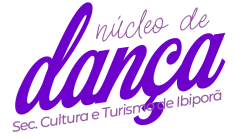 núcleo de
dança
Sec. Cultura e Turismo de Ibiporã